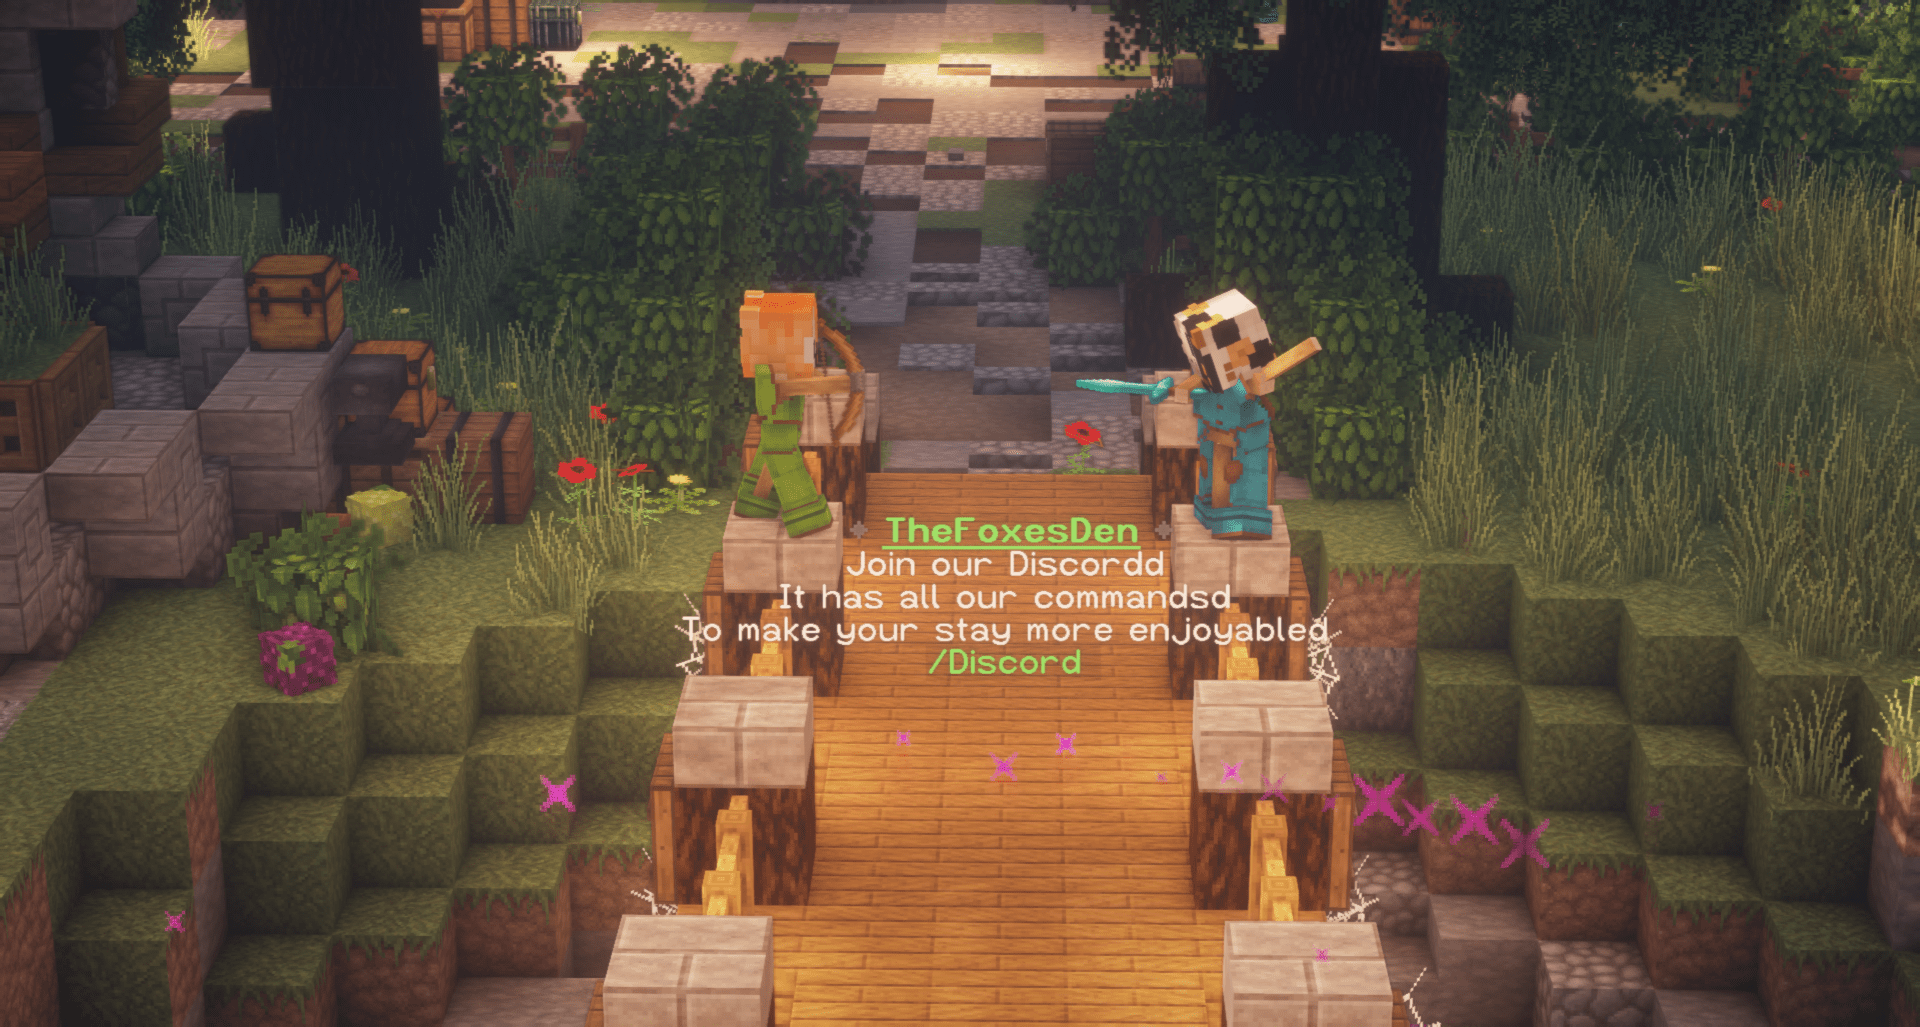 TheFoxesDen
Join our Discordd
It has all our commandsd
To make your stay more enjoyabled
/Discord